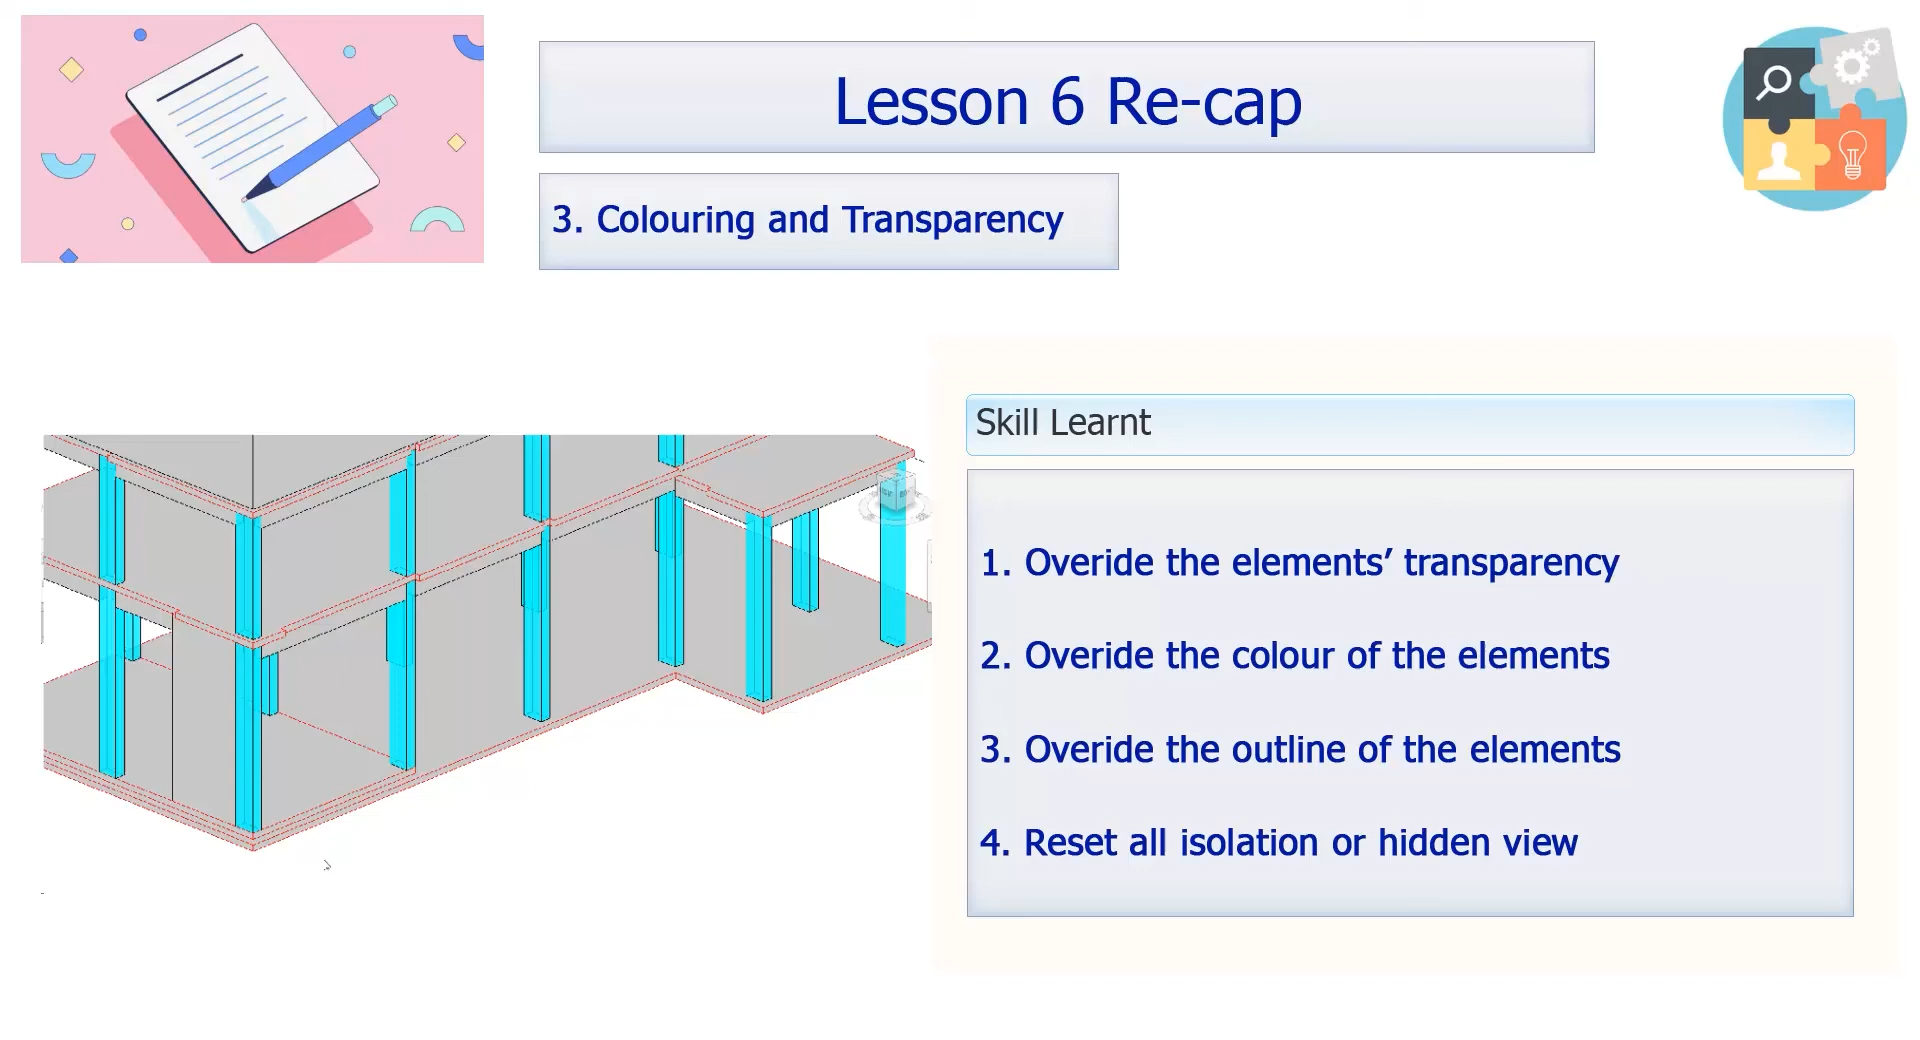 Lesson 6 Re-cap
3. Colouring and Transparency
Skill Learnt
1. Overide the elements’ transparency
2. Overide the colour of the elements
3. Overide the outline of the elements
4. Reset all isolation or hidden view